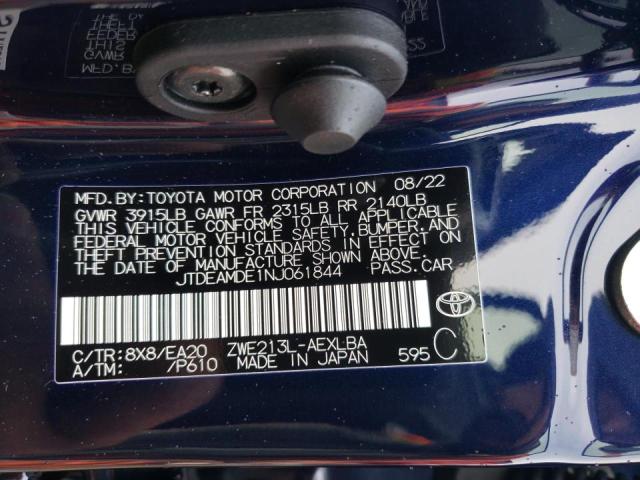 MFD.BY:TOYOTA MOTOR CORPORATION 08/22
GVWR 3915LB GAWR FR 2315LB RR 2140LB
THIS VEHICLE CONFORMS TO ALL APPLICABLE
FEDERAL MOTOR VEHICLE SAFETY,BUMPER,AND
THEFT PREVENTION STANDARDS IN EFFECT ON
THE DATE OF MANUFACTURE SHOWN ABOVE.
JTDEAMDE1NJ061844 PASS.CAR
C/TR:8X8/EA20 ZWE213L-AEXLBA
A/TM: /P610 MADE IN JAPAN 595 C